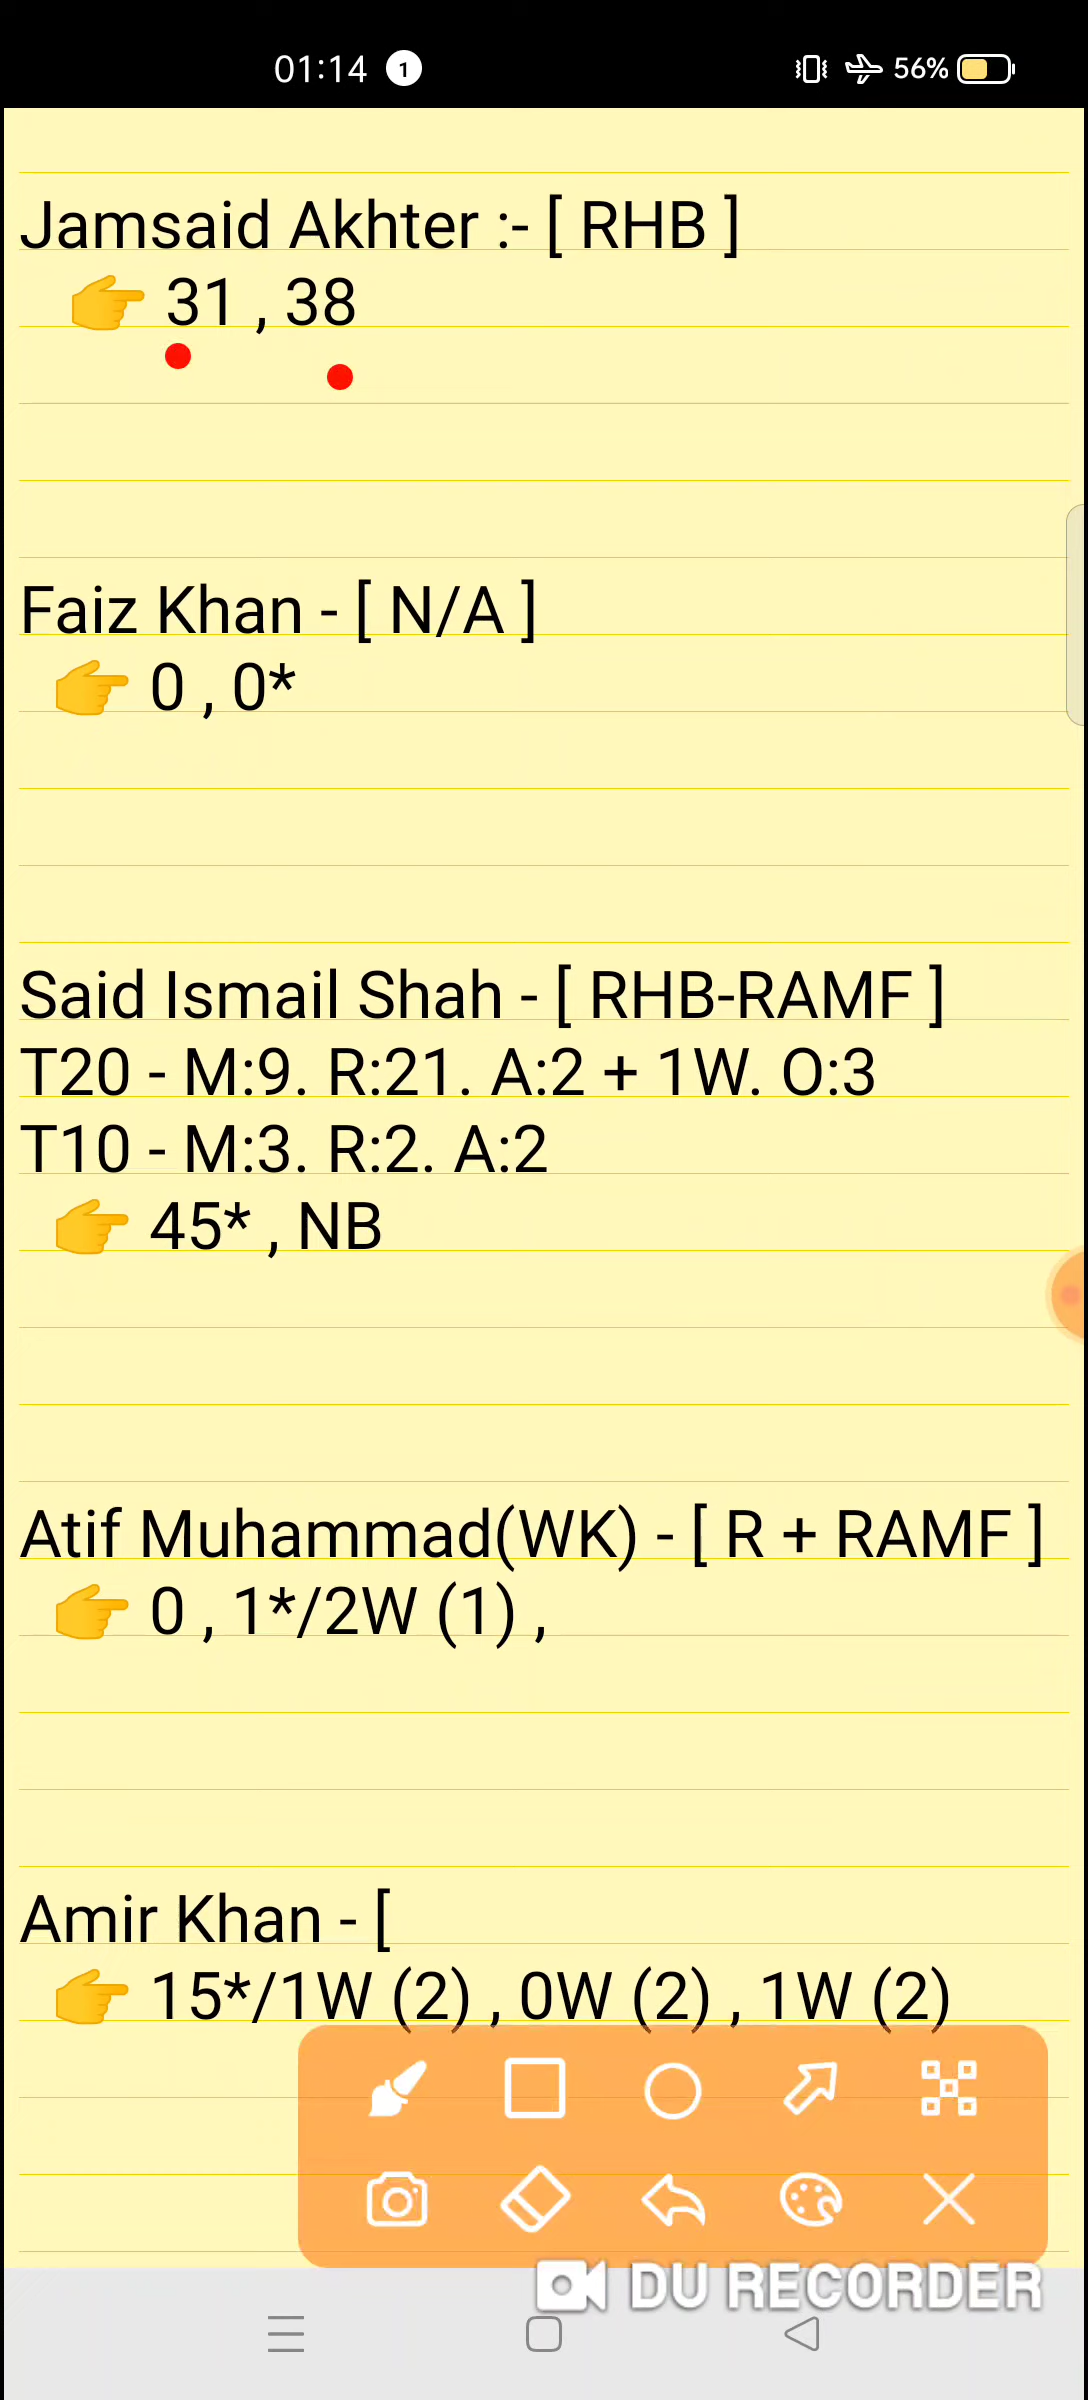 01:14 1 56%
Jamsaid Akhter :- [ RHB ]
👉 31 , 38
Faiz Khan - [ N/A ]
👉 0 , 0*
Said Ismail Shah - [ RHB-RAMF ]
T20 - M:9. R:21. A:2 + 1W. O:3
T10 - M:3. R:2. A:2
👉 45* , NB
Atif Muhammad(WK) - [ R + RAMF ]
👉 0 , 1*/2W (1) ,
Amir Khan - [
👉 15*/1W (2) , 0W (2) , 1W (2)
DU RECORDER